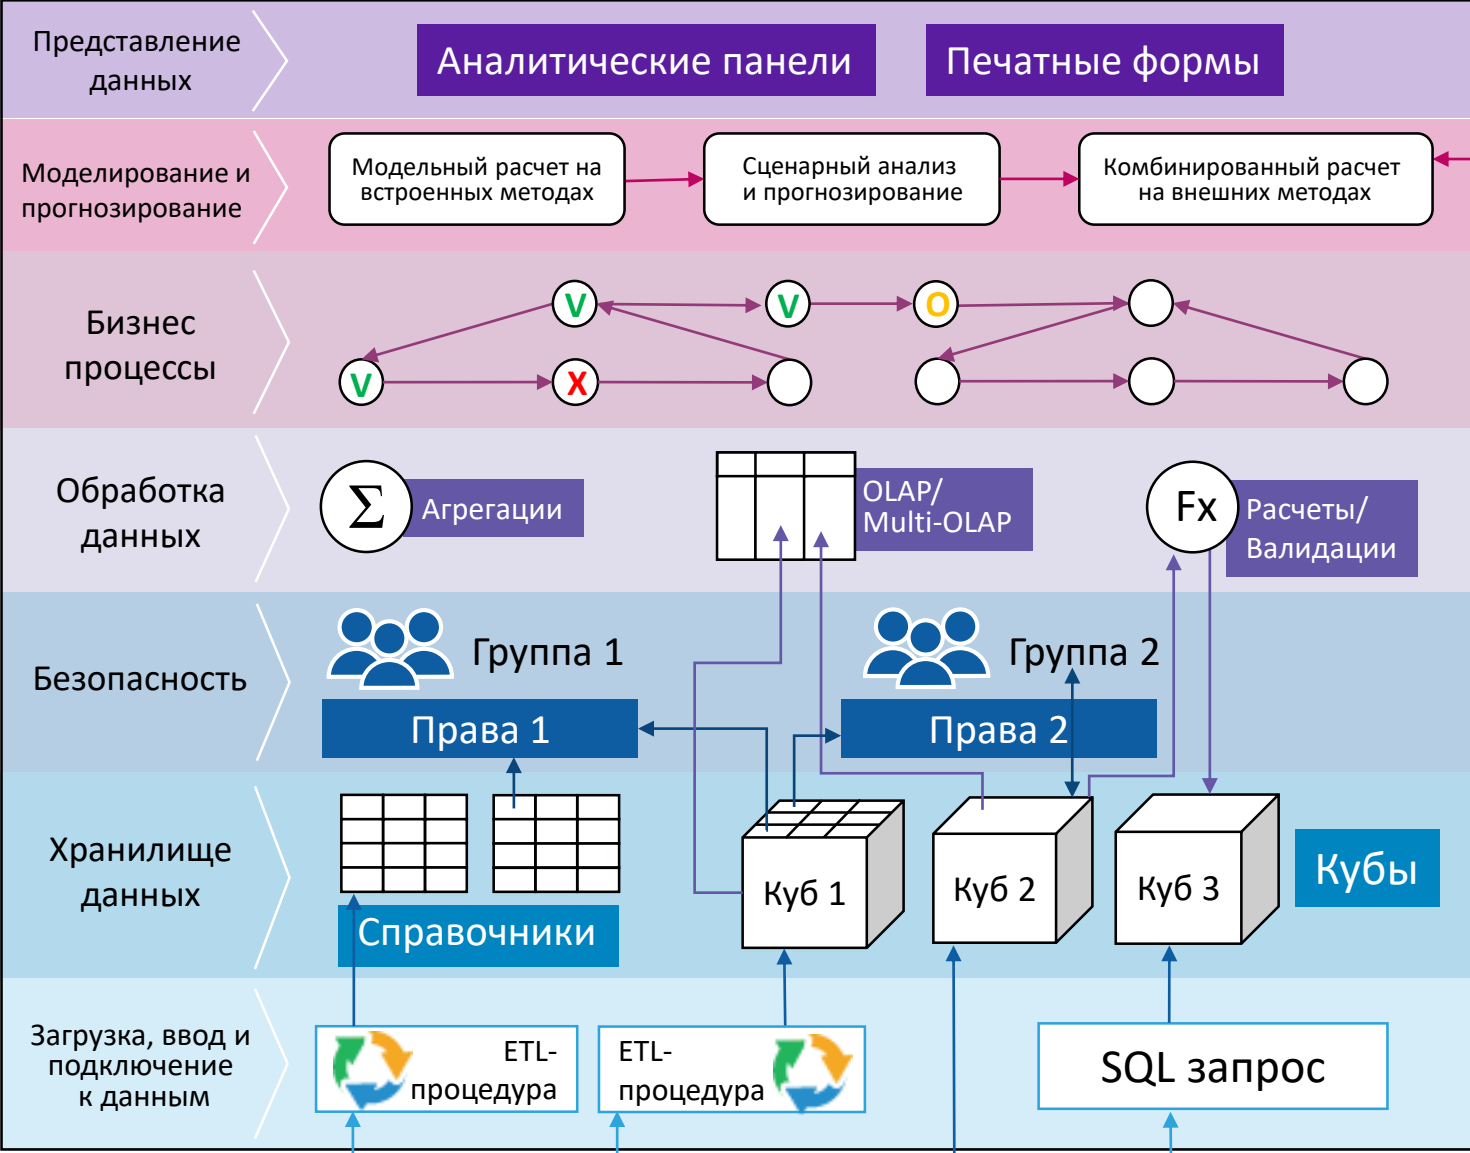 Представление
данных
Аналитические панели
Печатные формы
Моделирование и
прогнозирование
Модельный расчет на
встроенных методах
Сценарный анализ
и прогнозирование
Комбинированный расчет
на внешних методах
Бизнес
процессы
V
V
O
V
X
Обработка
данных
Σ
Агрегации
OLAP/
Multi-OLAP
Fx
Расчеты/
Валидации
Безопасность
Группа 1
Права 1
Группа 2
Права 2
Хранилище
данных
Справочники
Куб 1
Куб 2
Куб 3
Кубы
Загрузка, ввод и
подключение
к данным
ETL-
процедура
ETL-
процедура
SQL запрос